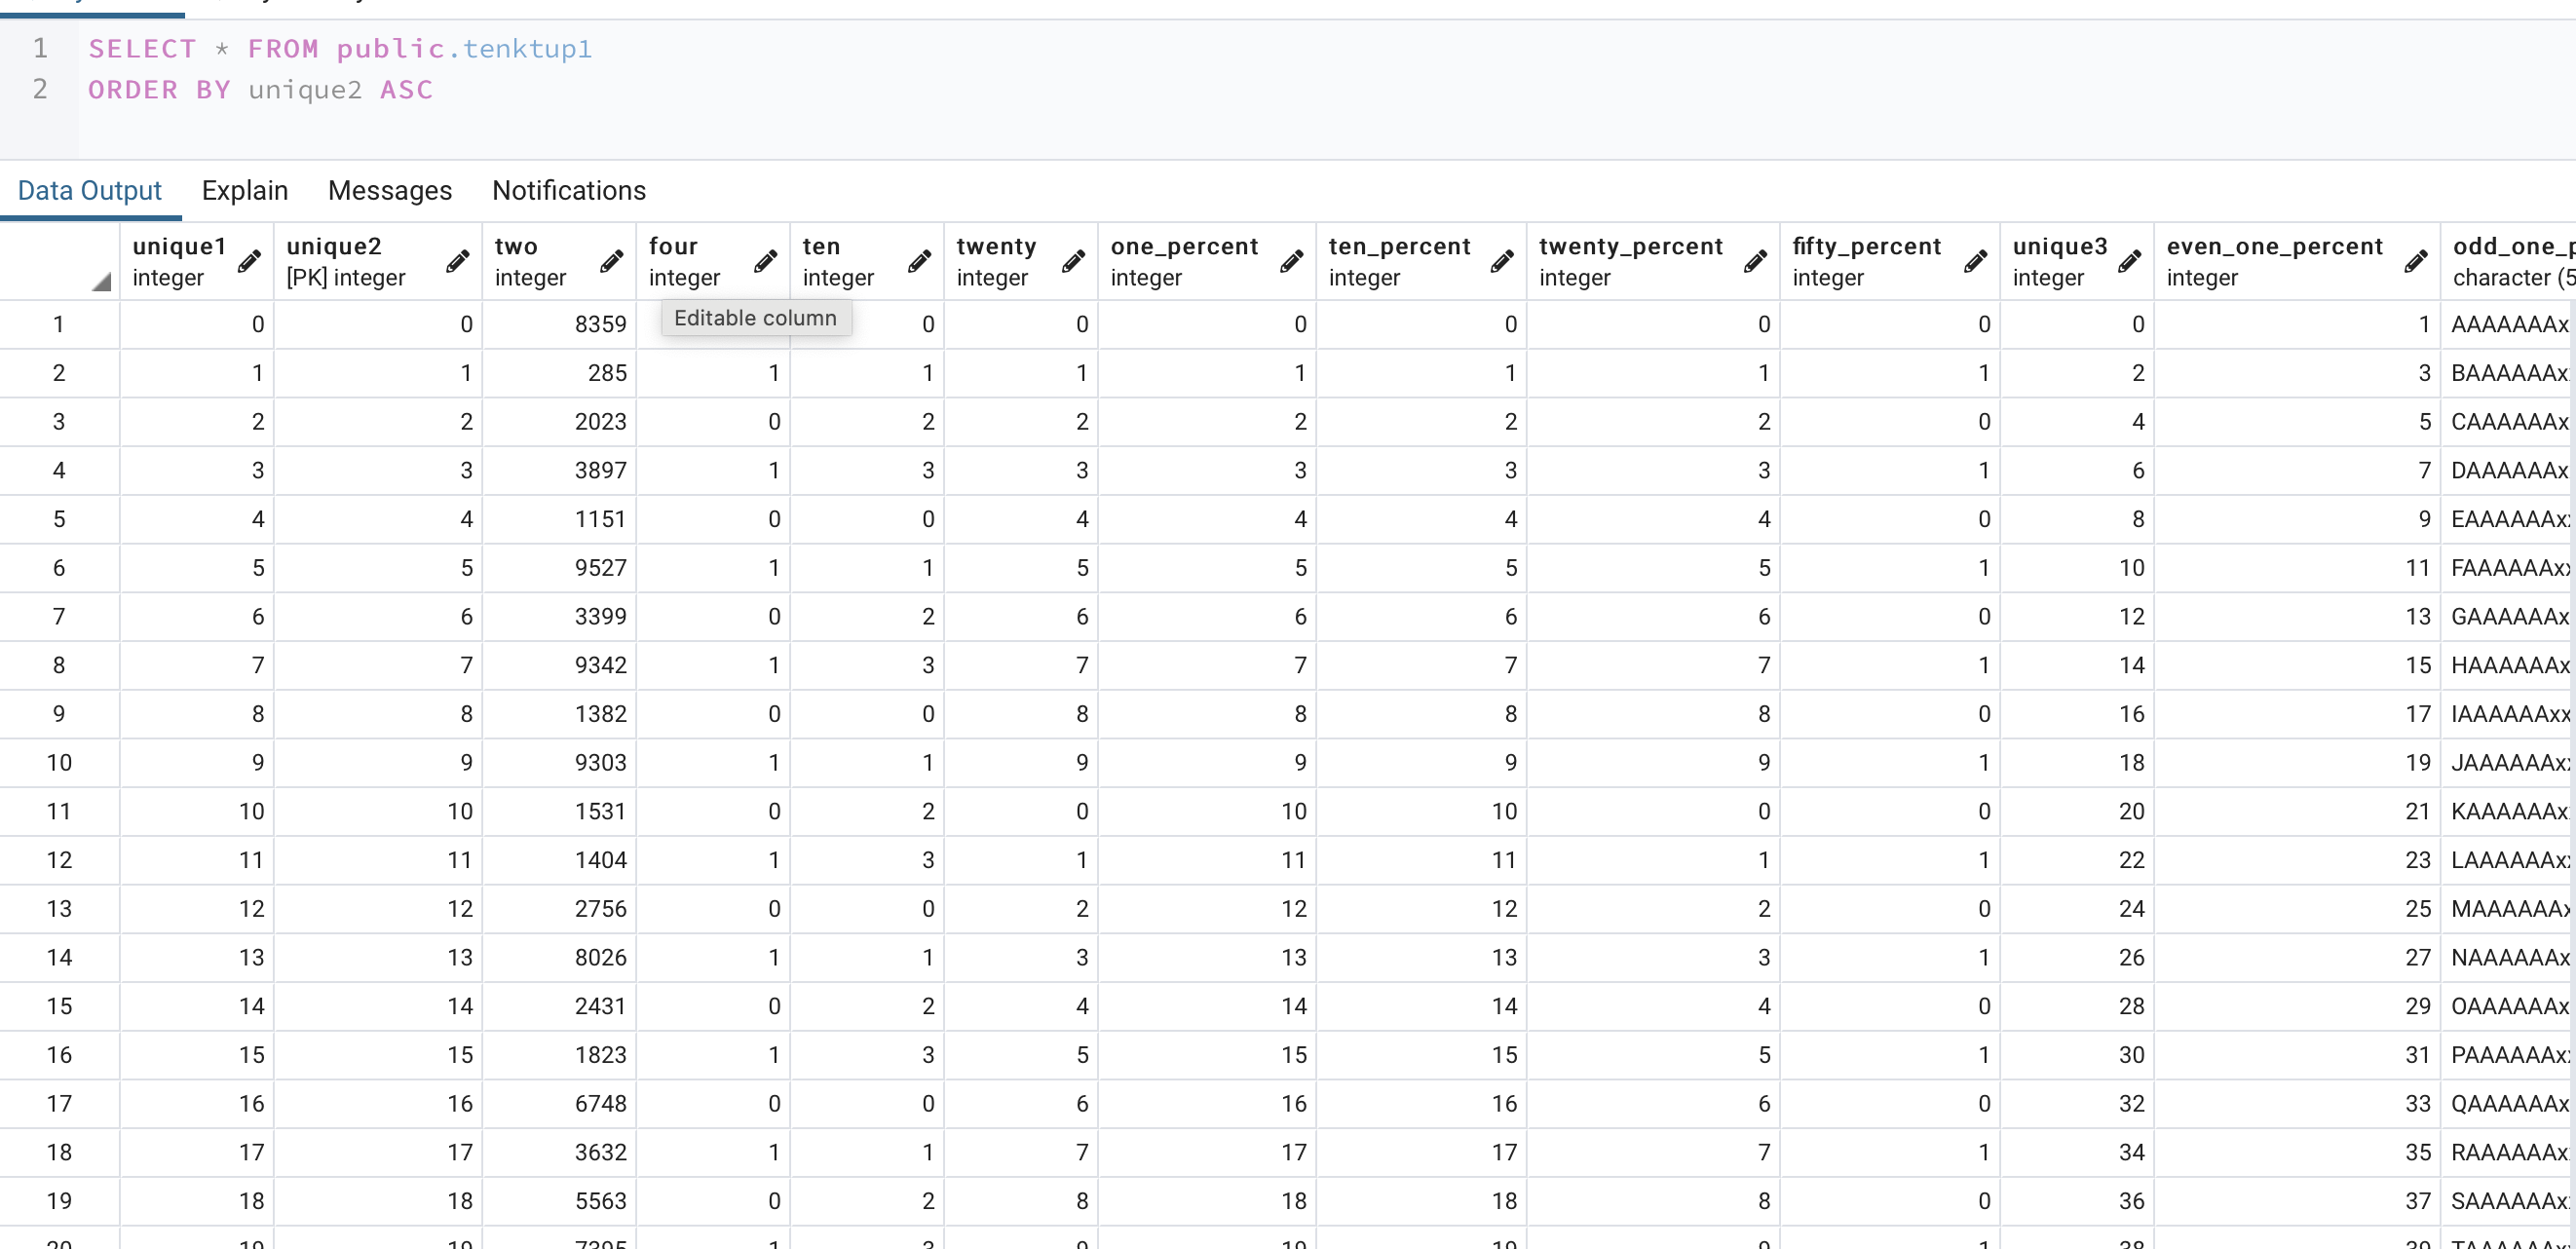 1 SELECT * FROM public.tenktup1
2 ORDER BY unique2 ASC
Data Output Explain Messages Notifications
unique1 unique2 two four ten twenty one_percent ten_percent twenty_percent fifty_percent unique3 even_one_percent
integer [PK] integer integer integer integer integer integer integer integer integer integer integer character (5
Editable column
1 0 0 8359 0 0 0 0 0 0 0 1 AAAAAAAx
2 1 1 285 1 1 1 1 1 1 1 2 3 BAAAAAAx
3 2 2 2023 0 2 2 2 2 2 0 4 5 CAAAAAAx
4 3 3 3897 1 3 3 3 3 3 1 6 7 DAAAAAAx
5 4 4 1151 0 0 4 4 4 4 0 8 9 EAAAAAAx
6 5 5 9527 1 1 5 5 5 5 1 10 11 FAAAAAAx
7 6 6 3399 0 2 6 6 6 6 0 12 13 GAAAAAAx
8 7 7 9342 1 3 7 7 7 7 1 14 15 HAAAAAAx
9 8 8 1382 0 0 8 8 8 8 0 16 17 IAAAAAAxx
10 9 9 9303 1 1 9 9 9 9 1 18 19 JAAAAAAx
11 10 10 1531 0 2 0 10 10 0 0 20 21 KAAAAAAx
12 11 11 1404 1 3 1 11 11 1 1 22 23 LAAAAAAx
13 12 12 2756 0 0 2 12 12 2 0 24 25 MAAAAAAx
14 13 13 8026 1 1 3 13 13 3 1 26 27 NAAAAAAx
15 14 14 2431 0 2 4 14 14 4 0 28 29 OAAAAAAx
16 15 15 1823 1 3 5 15 15 5 1 30 31 PAAAAAAx
17 16 16 6748 0 0 6 16 16 6 0 32 33 QAAAAAAx
18 17 17 3632 1 1 7 17 17 7 1 34 35 RAAAAAAx
19 18 18 5563 0 2 8 18 18 8 0 36 37 SAAAAAAx